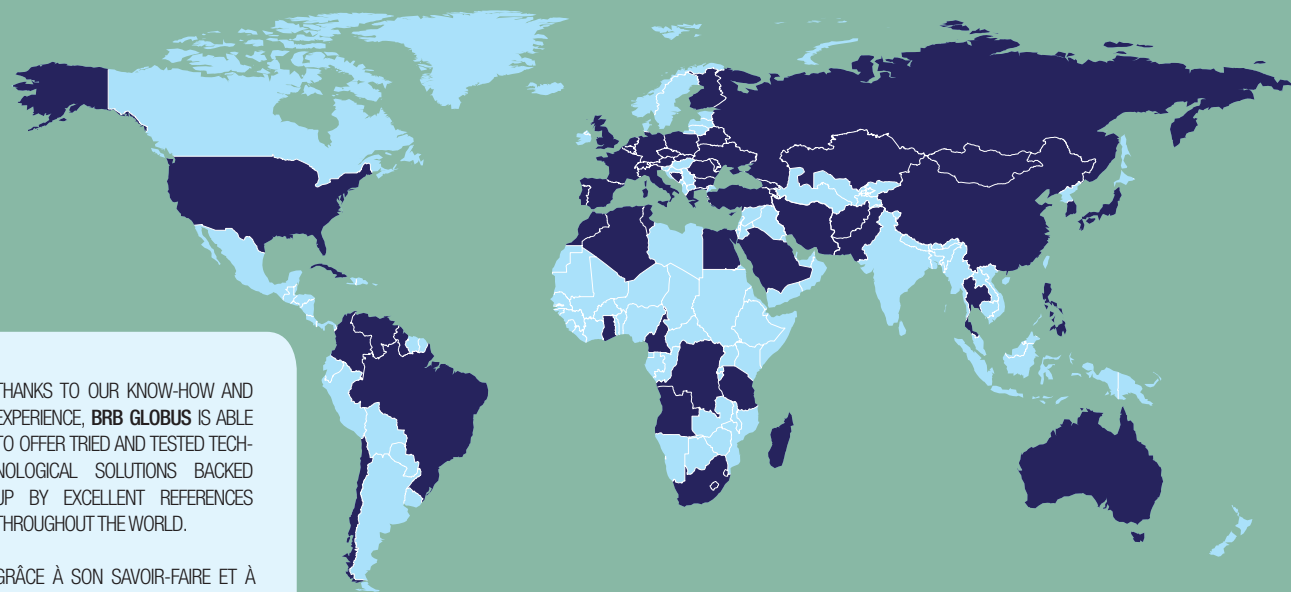 THANKS TO OUR KNOW-HOW AND
EXPERIENCE, BRB GLOBUS IS ABLE
TO OFFER TRIED AND TESTED TECH-
NOLOGICAL SOLUTIONS BACKED
UP BY EXCELLENT REFERENCES
THROUGHOUT THE WORLD.
GRÂCE À SON SAVOIR-FAIRE ET À